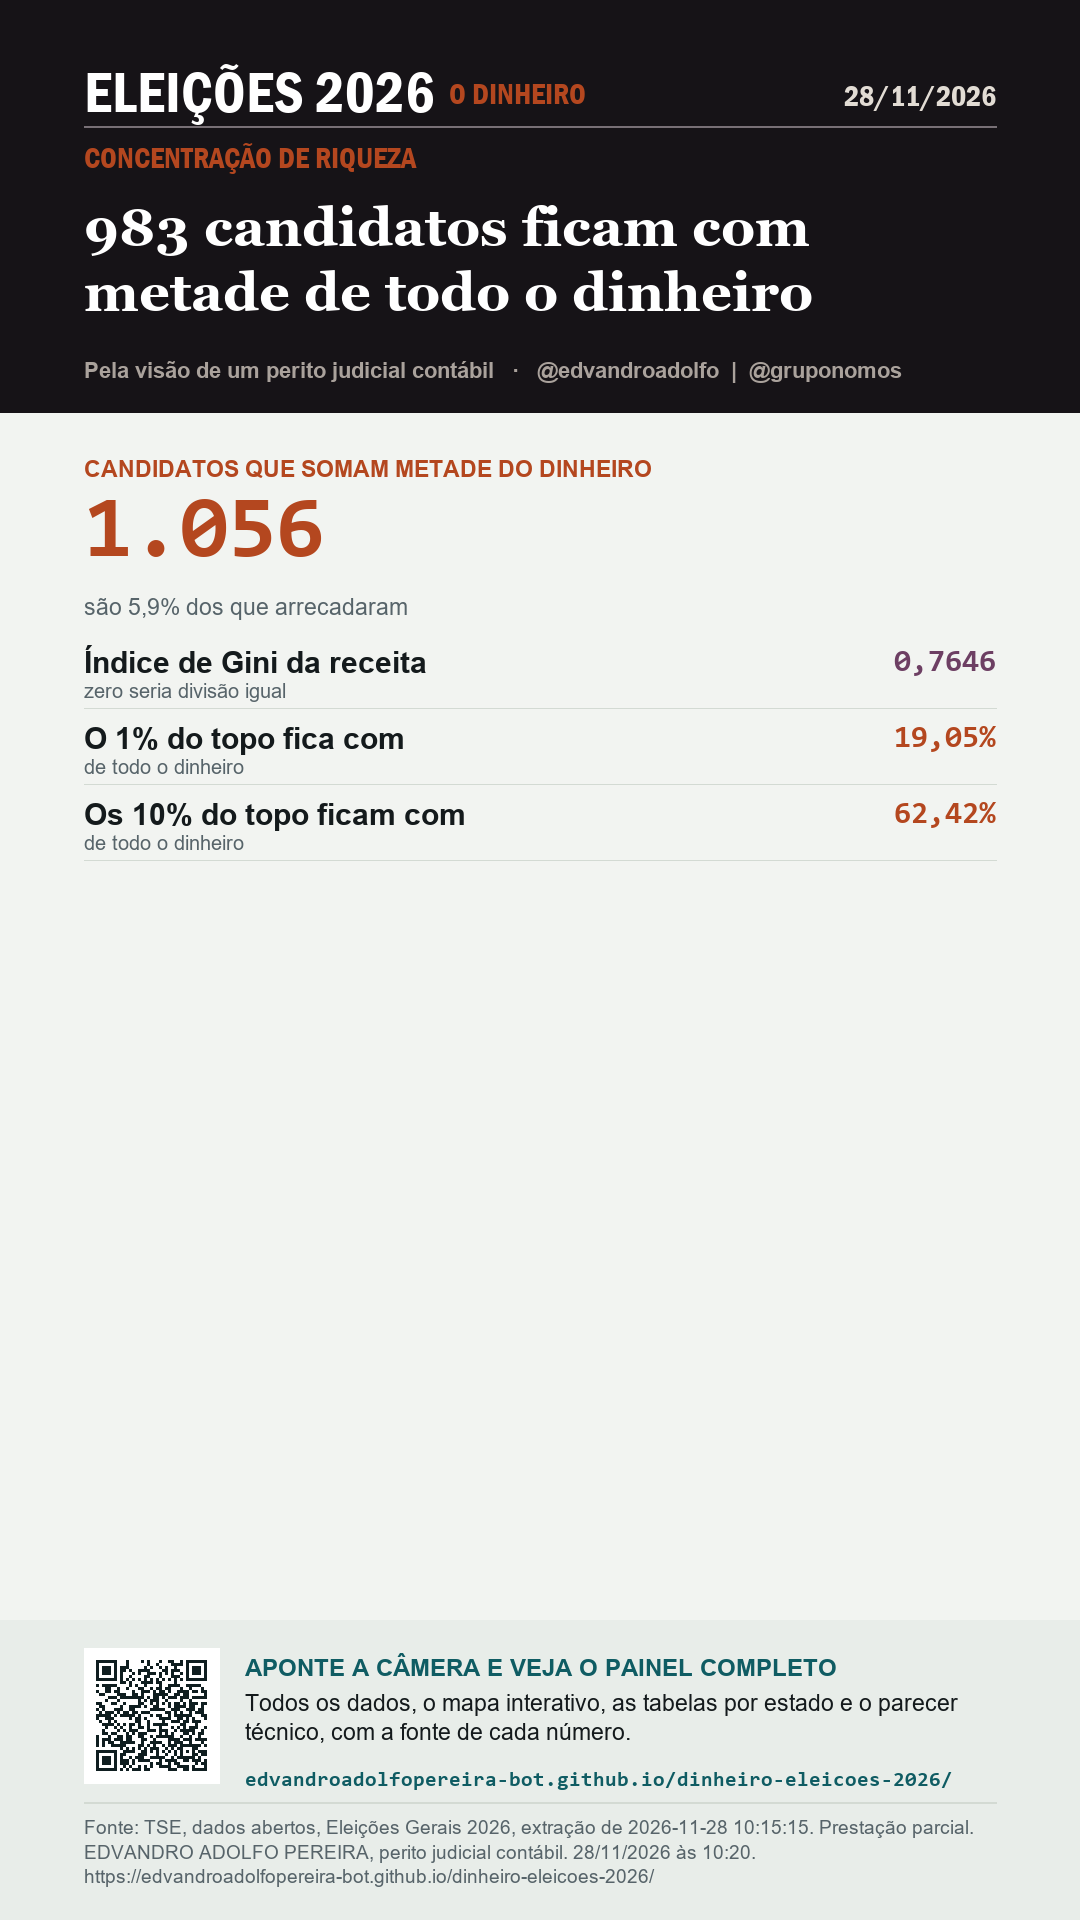 ELEIÇÕES 2026 O DINHEIRO 28/11/2026
CONCENTRAÇÃO DE RIQUEZA
983 candidatos ficam com
metade de todo o dinheiro
Pela visão de um perito judicial contábil · @edvandroadolfo | @gruponomos
CANDIDATOS QUE SOMAM METADE DO DINHEIRO
1.056
são 5,9% dos que arrecadaram
Índice de Gini da receita 0,7646
zero seria divisão igual
O 1% do topo fica com 19,05%
de todo o dinheiro
Os 10% do topo ficam com 62,42%
de todo o dinheiro
APONTE A CÂMERA E VEJA O PAINEL COMPLETO
Todos os dados, o mapa interativo, as tabelas por estado e o parecer
técnico, com a fonte de cada número.
edvandroadolfopereira-bot.github.io/dinheiro-eleicoes-2026/
Fonte: TSE, dados abertos, Eleições Gerais 2026, extração de 2026-11-28 10:15:15. Prestação parcial.
EDVANDRO ADOLFO PEREIRA, perito judicial contábil. 28/11/2026 às 10:20.
https://edvandroadolfopereira-bot.github.io/dinheiro-eleicoes-2026/